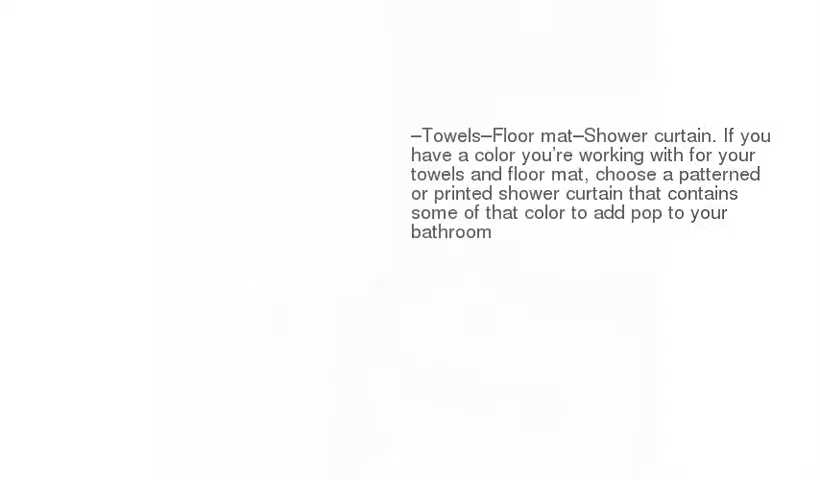 –Towels–Floor mat–Shower curtain. If you
have a color you’re working with for your
towels and floor mat, choose a patterned
or printed shower curtain that contains
some of that color to add pop to your
bathroom